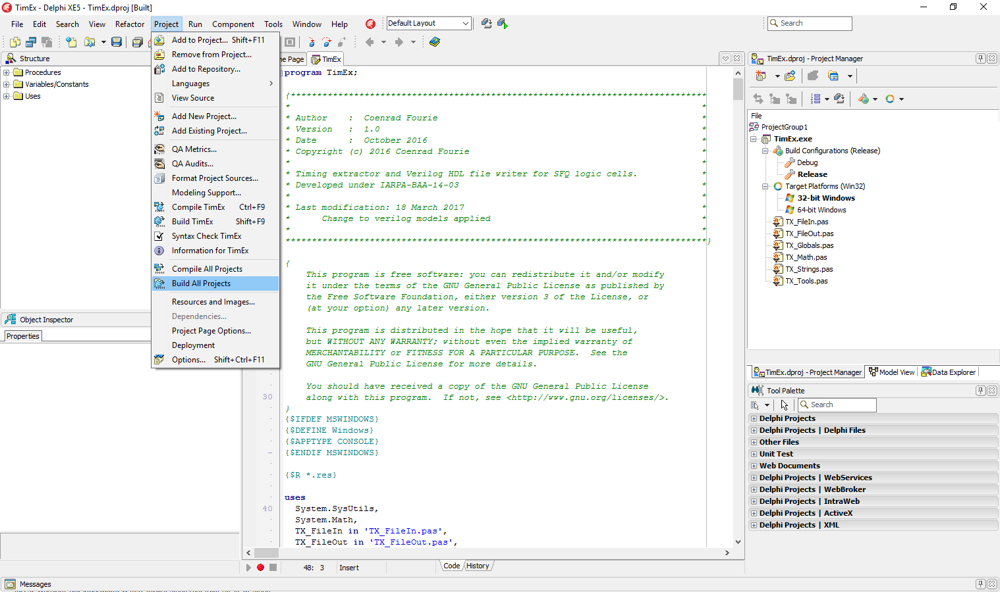 TimEx - Delphi XE5 - TimEx.dproj [Built]
File Edit Search View Refactor Project Run Component Tools Window Help Default Layout Search
Structure
Procedures
Variables/Constants
Uses
Object Inspector
Properties
Add to Project... Shift+F11
Remove from Project...
Add to Repository...
Languages
View Source
Add New Project...
Add Existing Project...
QA Metrics...
QA Audits...
Format Project Sources...
Modeling Support...
Compile TimEx Ctrl+F9
Build TimEx Shift+F9
Syntax Check TimEx
Information for TimEx
Compile All Projects
Build All Projects
Resources and Images...
Dependencies...
Project Page Options...
Deployment
Options... Shift+Ctrl+F11
me Page TimEx
program TimEx;
{********************************************************************************
* *
* Author : Coenrad Fourie *
* Version : 1.0 *
* Date : October 2016 *
* Copyright (c) 2016 Coenrad Fourie *
* *
* Timing extractor and Verilog HDL file writer for SFQ logic cells. *
* Developed under IARPA-BAA-14-03 *
* *
* Last modification: 18 March 2017 *
* Change to verilog models applied *
* *
********************************************************************************}
{
This program is free software: you can redistribute it and/or modify
it under the terms of the GNU General Public License as published by
the Free Software Foundation, either version 3 of the License, or
(at your option) any later version.
This program is distributed in the hope that it will be useful,
but WITHOUT ANY WARRANTY; without even the implied warranty of
MERCHANTABILITY or FITNESS FOR A PARTICULAR PURPOSE. See the
GNU General Public License for more details.
You should have received a copy of the GNU General Public License
30 along with this program. If not, see <http://www.gnu.org/licenses/>.
}
{$IFDEF MSWINDOWS}
{$DEFINE Windows}
{$APPTYPE CONSOLE}
{$ENDIF MSWINDOWS}
{$R *.res}
uses
40 System.SysUtils,
System.Math,
TX_FileIn in 'TX_FileIn.pas',
TX_FileOut in 'TX_FileOut.pas',
48: 3 Insert Code History
TimEx.dproj - Project Manager
File
ProjectGroup1
TimEx.exe
Build Configurations (Release)
Debug
Release
Target Platforms (Win32)
32-bit Windows
64-bit Windows
TX_FileIn.pas
TX_FileOut.pas
TX_Globals.pas
TX_Math.pas
TX_Strings.pas
TX_Tools.pas
TimEx.dproj - Project Manager Model View Data Explorer
Tool Palette
Search
Delphi Projects
Delphi Projects | Delphi Files
Other Files
Unit Test
Web Documents
Delphi Projects | WebServices
Delphi Projects | WebBroker
Delphi Projects | IntraWeb
Delphi Projects | ActiveX
Delphi Projects | XML
Messages